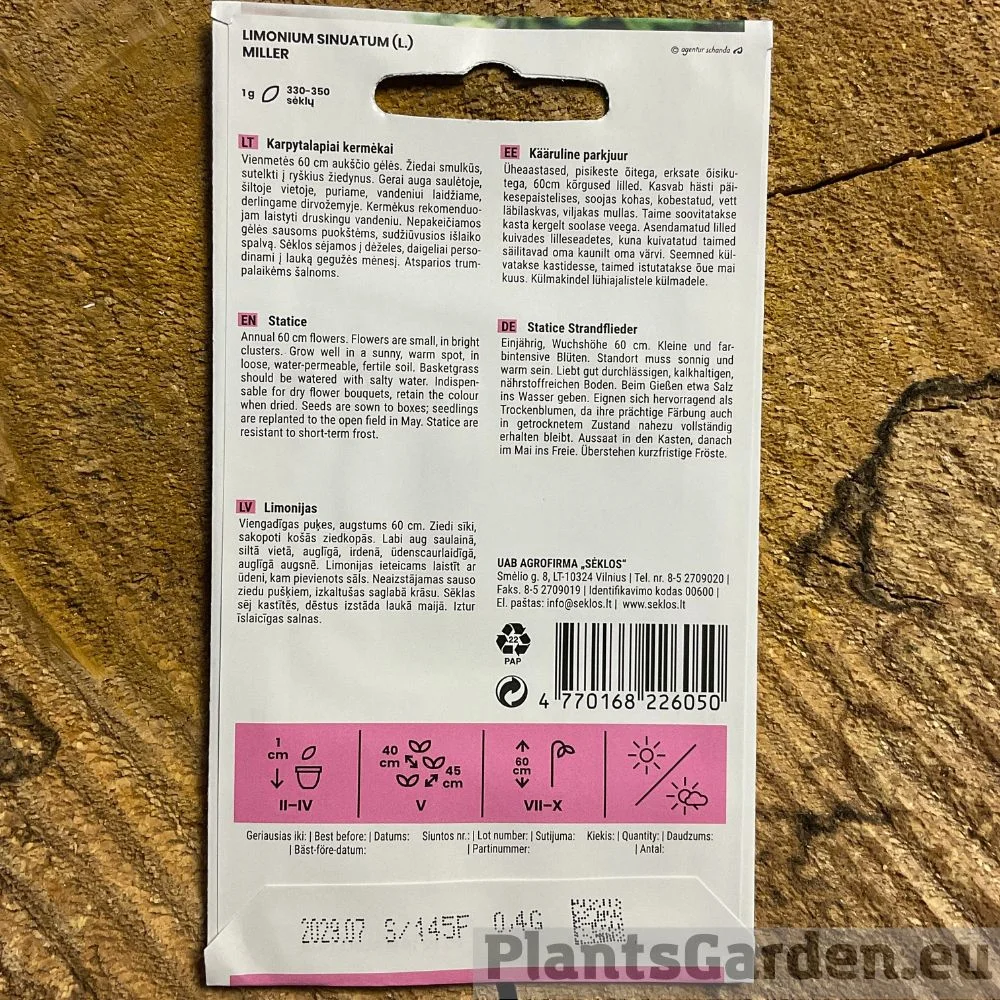 LIMONIUM SINUATUM (L.)
MILLER
© agentur schando
1 g
330-350
sėklų
LT Karpytalapiai kermėkai
Vienmetės 60 cm aukščio gėlės. Žiedai smulkūs,
sutelkti į ryškius žiedynus. Gerai auga saulėtoje,
šiltoje vietoje, puriame, vandeniui laidžiame,
derlingame dirvožemyje. Kermėkus rekomenduo-
jam laistyti druskingu vandeniu. Nepakeičiamos
gėlės sausoms puokštėms, sudžiuvusios išlaiko
spalvą. Sėklos sėjamos į dėželes, daigeliai perso-
dinami į lauką gegužės mėnesį. Atsparios trum-
palaikėms šalnoms.
EE Kääruline parkjuur
Üheaastased, pisikeste õitega, erksate õisiku-
tega, 60cm kõrgused lilled. Kasvab hästi päi-
kesepaistelises, soojas kohas, kobestatud, vett
läbilaskvas, viljakas mullas. Taime soovitatakse
kasta kergelt soolase veega. Asendamatud lilled
kuivades lilleseadetes, kuna kuivatatud taimed
säilitavad oma kaunilt oma värvi. Seemned kül-
vatakse kastidesse, taimed istutatakse õue mai
kuus. Külmakindel lühiajalistele külmadele.
EN Statice
Annual 60 cm flowers. Flowers are small, in bright
clusters. Grow well in a sunny, warm spot, in
loose, water-permeable, fertile soil. Basketgrass
should be watered with salty water. Indispen-
sable for dry flower bouquets, retain the colour
when dried. Seeds are sown to boxes; seedlings
are replanted to the open field in May. Statice are
resistant to short-term frost.
DE Statice Strandflieder
Einjährig, Wuchshöhe 60 cm. Kleine und far-
bintensive Blüten. Standort muss sonnig und
warm sein. Liebt gut durchlässigen, kalkhaltigen,
nährstoffreichen Boden. Beim Gießen etwa Salz
ins Wasser geben. Eignen sich hervorragend als
Trockenblumen, da ihre prächtige Färbung auch
in getrocknetem Zustand nahezu vollständig
erhalten bleibt. Aussaat in den Kasten, danach
im Mai ins Freie. Überstehen kurzfristige Fröste.
LV Limonijas
Viengadīgas puķes, augstums 60 cm. Ziedi sīki,
sakopoti košās ziedkopās. Labi aug saulainā,
siltā vietā, auglīgā, irdenā, ūdenscaurlaidīgā,
auglīgā augsnē. Limonijas ieteicams laistīt ar
ūdeni, kam pievienots sāls. Neaizstājamas sauso
ziedu pušķiem, izkaltušas saglabā krāsu. Sēklas
sēj kastītēs, dēstus izstāda laukā maijā. Iztur
īslaicīgas salnas.
UAB AGROFIRMA „SĖKLOS"
Smėlio g. 8, LT-10324 Vilnius | Tel. nr. 8-5 2709020 |
Faks. 8-5 2709019 | Identifikavimo kodas 00600 |
El. paštas: info@seklos.lt | www.seklos.lt
22
PAP
4 770168 226050
1
cm
II–IV
40
cm
45
cm
V
60
cm
VII–X
Geriausias iki: | Best before: | Datums: Siuntos nr.: | Lot number: | Sutijuma: Kiekis: | Quantity: | Daudzums:
| Bäst-före-datum: | Partinummer: | Antal:
2029.07 S/145F 0,4G
PlantsGarden.eu